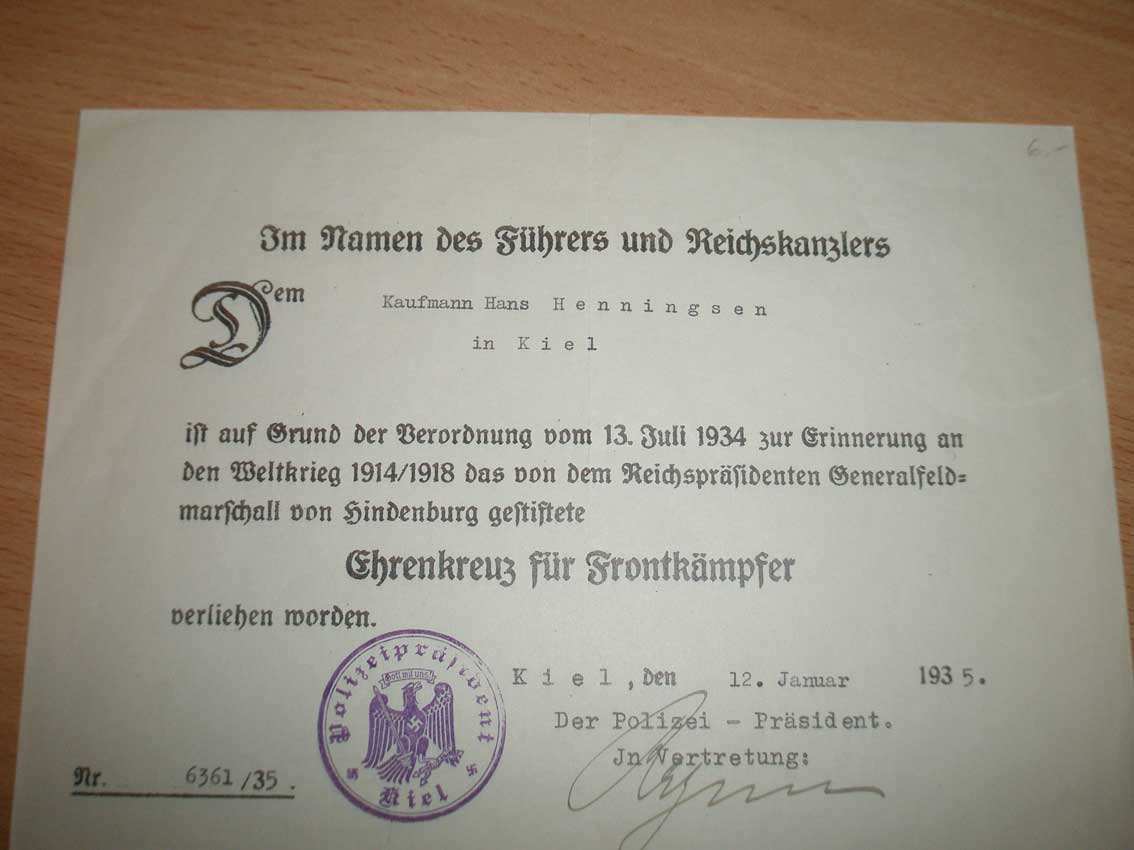 6.-
Im Namen des Führers und Reichskanzlers
Dem Kaufmann Hans Henningsen
in Kiel
ist auf Grund der Verordnung vom 13. Juli 1934 zur Erinnerung an
den Weltkrieg 1914/1918 das von dem Reichspräsidenten Generalfeld=
marschall von Hindenburg gestiftete
Ehrenkreuz für Frontkämpfer
verliehen worden.
Kiel, den 12. Januar 1935.
Der Polizei - Präsident.
Jn Vertretung:
Polizeipräsident
Gott mit uns!
Kiel
Nr. 6361/35.